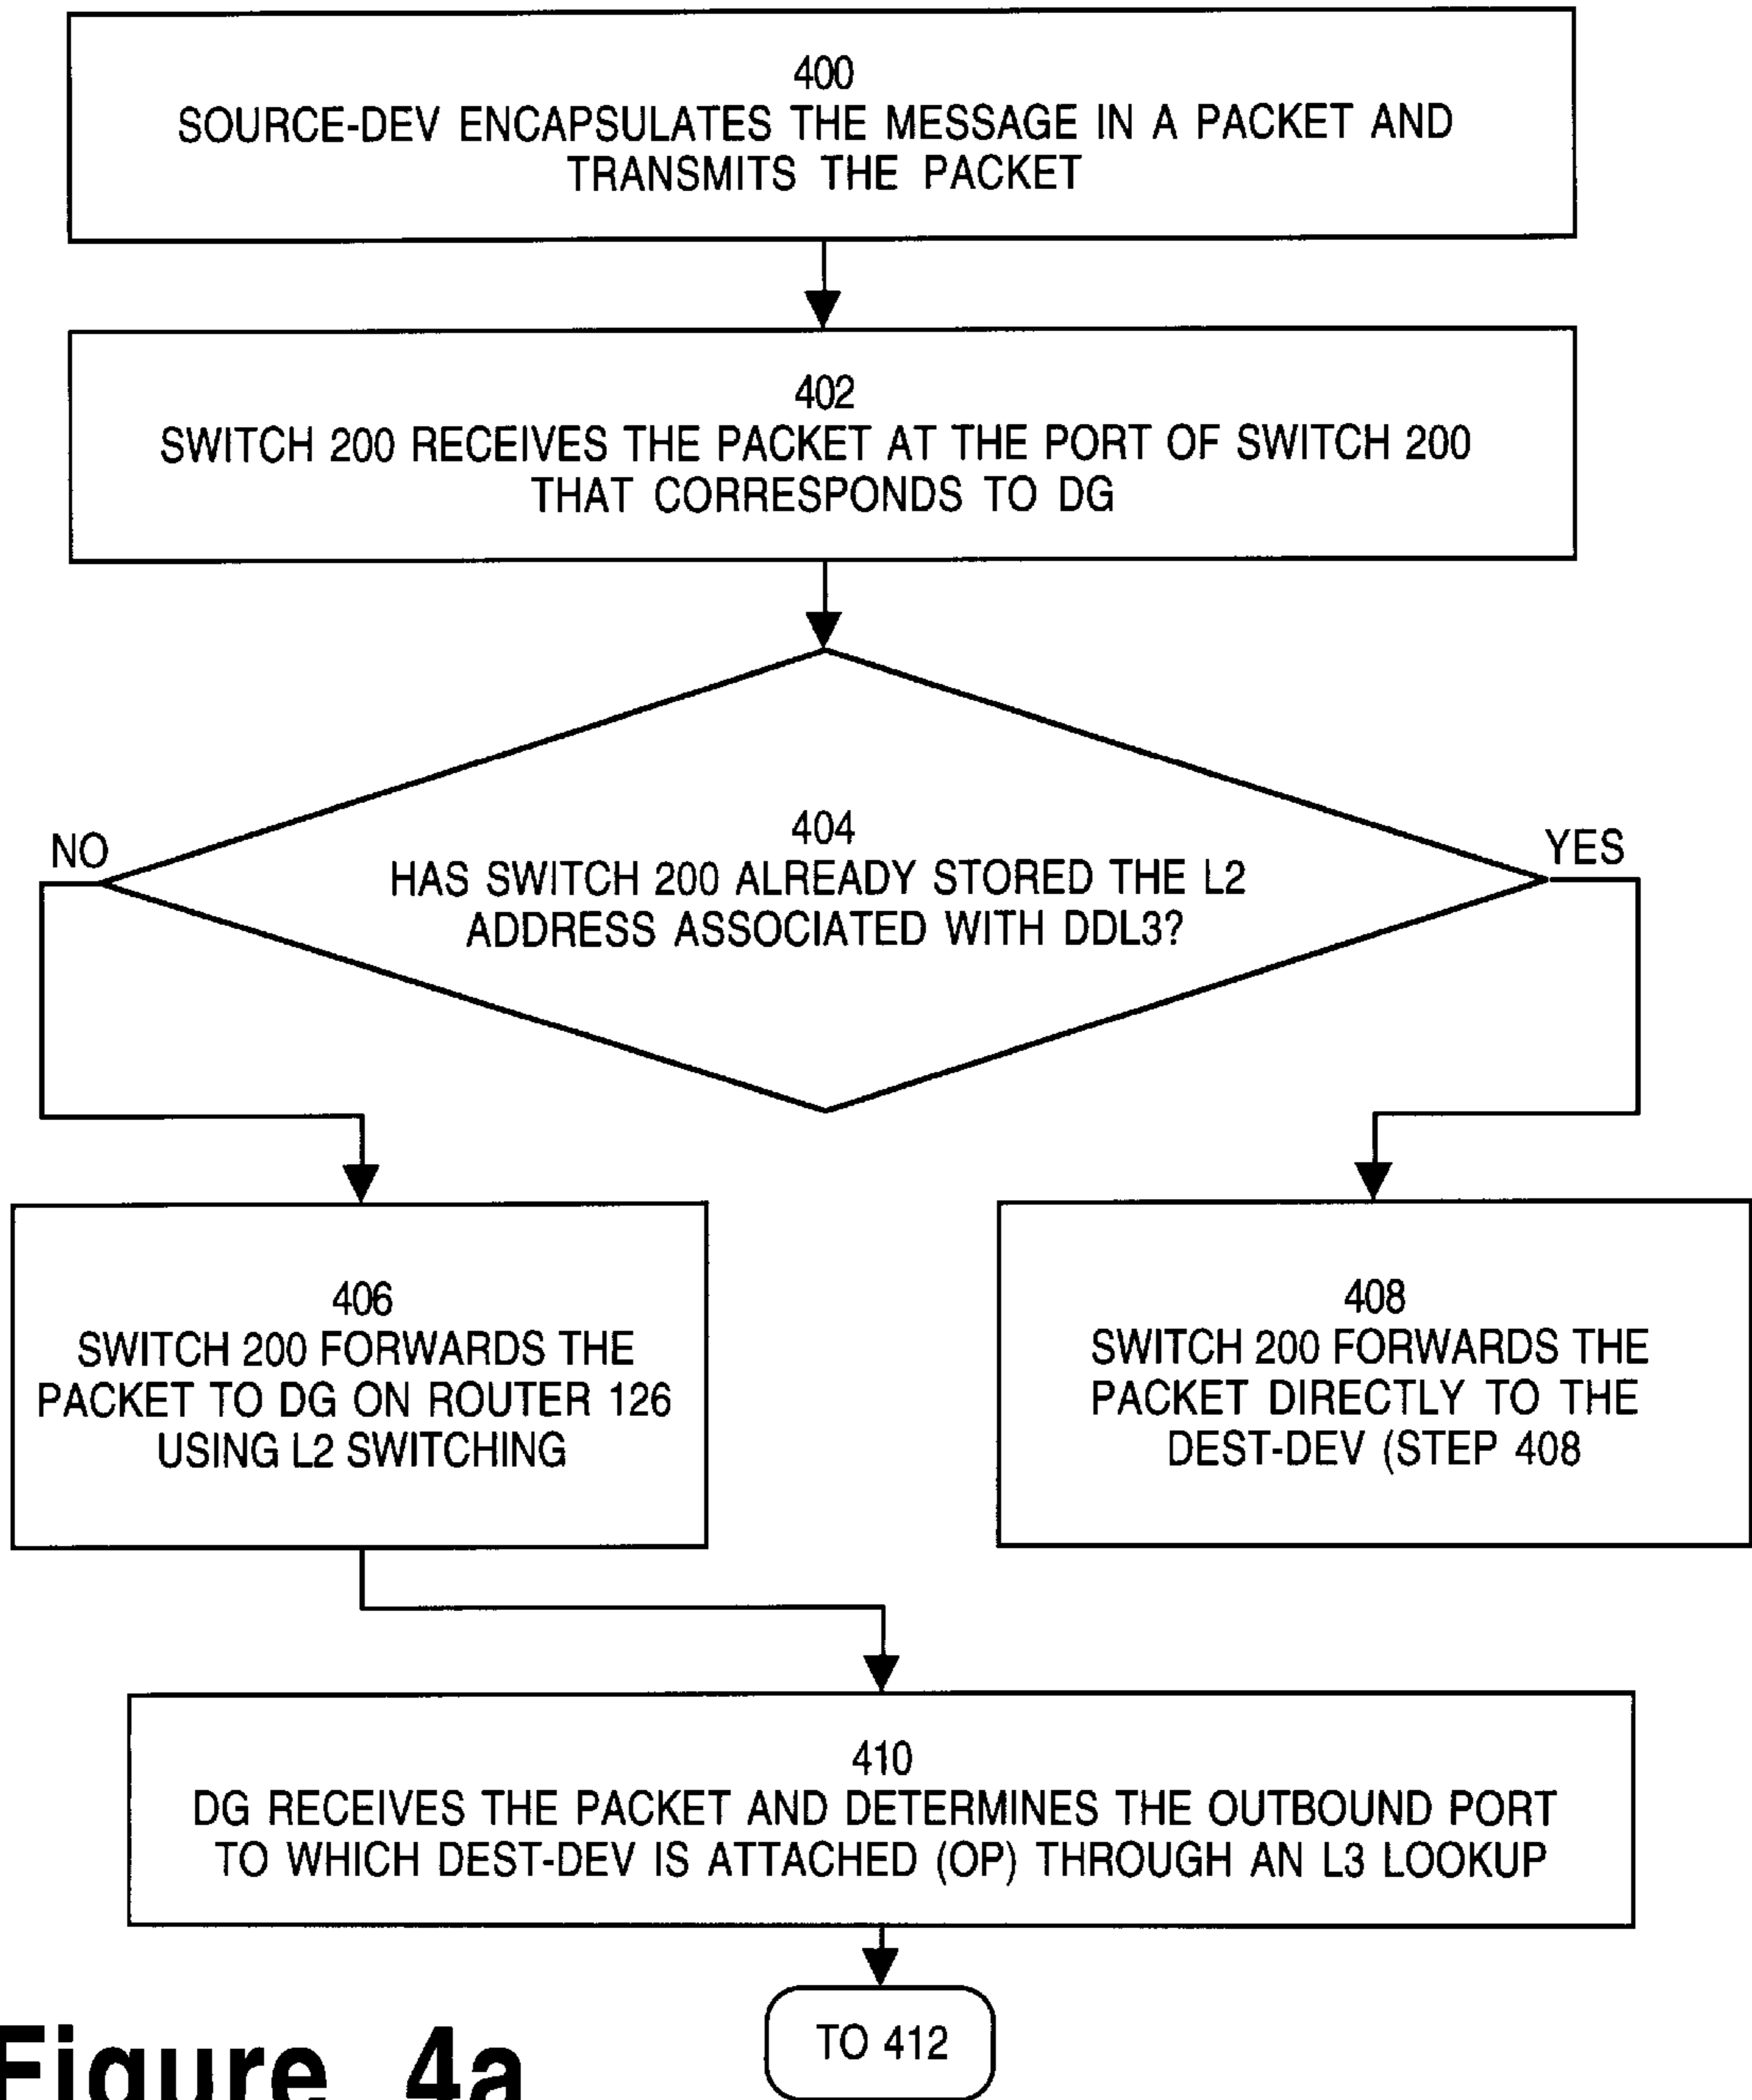 400
SOURCE-DEV ENCAPSULATES THE MESSAGE IN A PACKET AND
TRANSMITS THE PACKET
402
SWITCH 200 RECEIVES THE PACKET AT THE PORT OF SWITCH 200
THAT CORRESPONDS TO DG
404
HAS SWITCH 200 ALREADY STORED THE L2
ADDRESS ASSOCIATED WITH DDL3?
NO
YES
406
SWITCH 200 FORWARDS THE
PACKET TO DG ON ROUTER 126
USING L2 SWITCHING
408
SWITCH 200 FORWARDS THE
PACKET DIRECTLY TO THE
DEST-DEV (STEP 408
410
DG RECEIVES THE PACKET AND DETERMINES THE OUTBOUND PORT
TO WHICH DEST-DEV IS ATTACHED (OP) THROUGH AN L3 LOOKUP
TO 412
Figure 4a